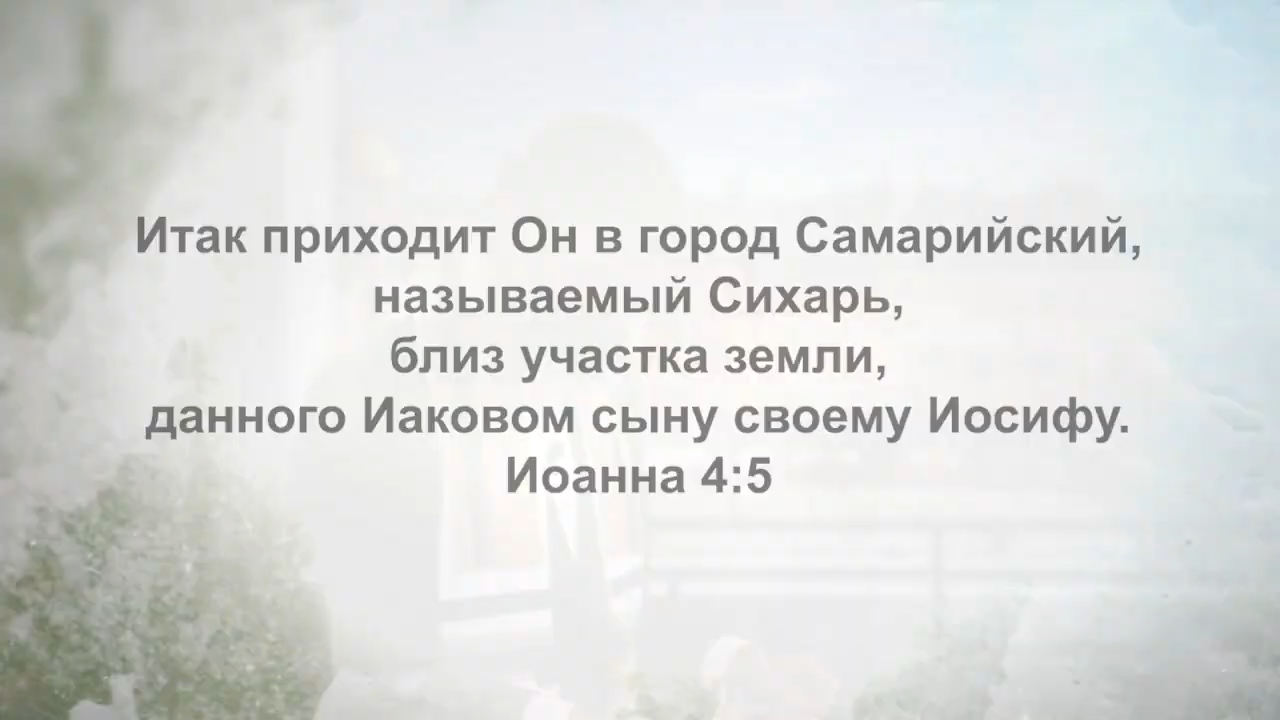 Итак приходит Он в город Самарийский,
называемый Сихарь,
близ участка земли,
данного Иаковом сыну своему Иосифу.
Иоанна 4:5